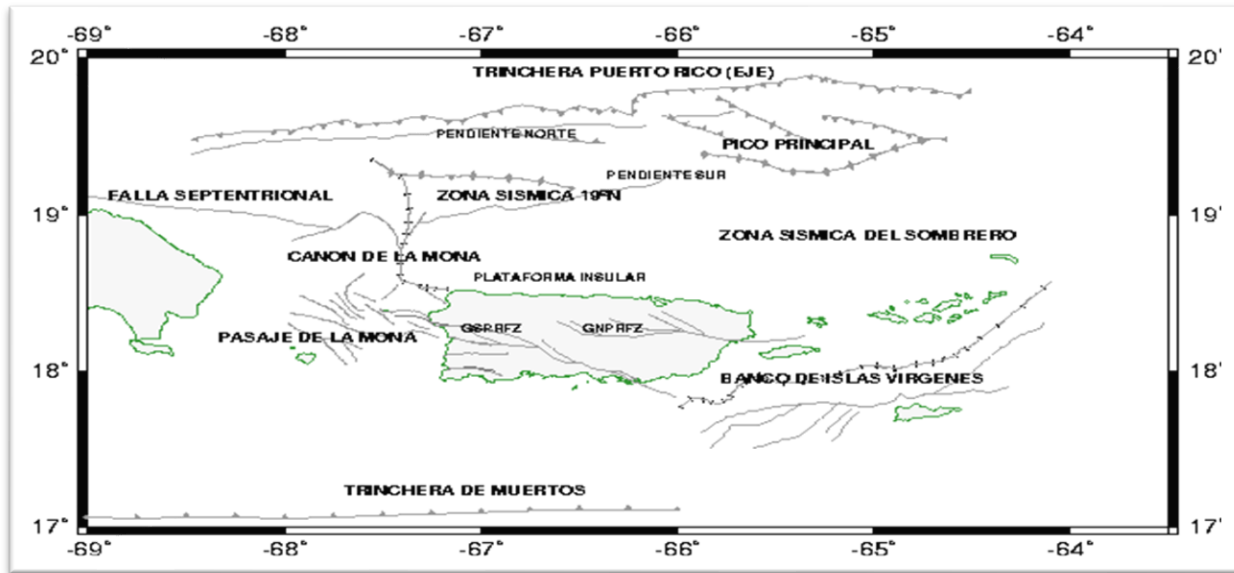 -69° -68° -67° -66° -65° -64°
20° 20°
TRINCHERA PUERTO RICO (EJE)
PENDIENTE NORTE
PICO PRINCIPAL
PENDIENTE SUR
FALLA SEPTENTRIONAL ZONA SISMICA 19°N
19° 19°
ZONA SISMICA DEL SOMBRERO
CANON DE LA MONA
PLATAFORMA INSULAR
GSPRFZ GNPRFZ
PASAJE DE LA MONA
18° 18°
BANCO DE ISLAS VIRGENES
TRINCHERA DE MUERTOS
17° 17°
-69° -68° -67° -66° -65° -64°